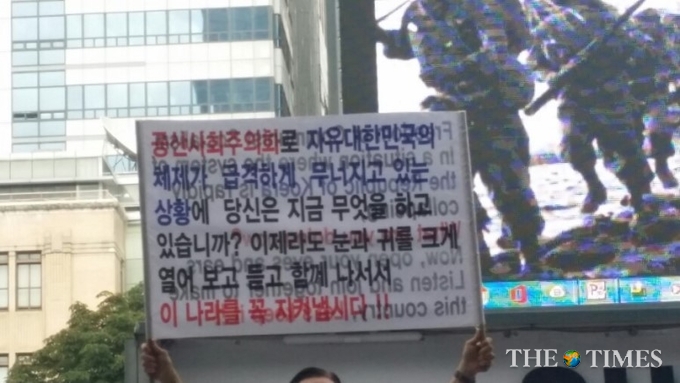 공산사회주의화로 자유대한민국의
체제가 급격하게 무너지고 있는
상황에 당신은 지금 무엇을 하고
있습니까? 이제라도 눈과 귀를 크게
열어 보고 듣고 함께 나서서
이 나라를 꼭 지켜냅시다 !!
THE TIMES